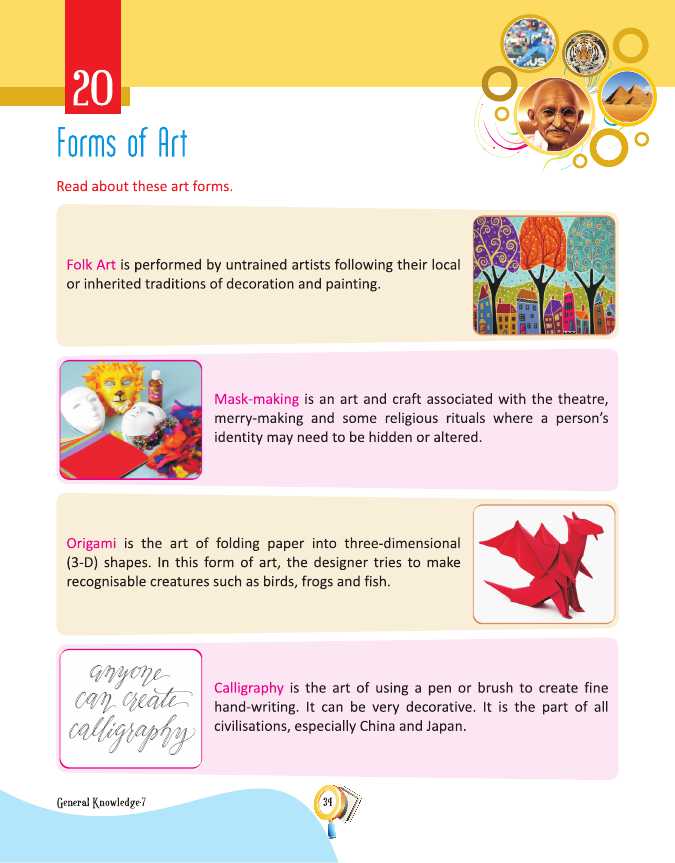 20
Forms of Art
Read about these art forms.
Folk Art is performed by untrained artists following their local
or inherited traditions of decoration and painting.
Mask-making is an art and craft associated with the theatre,
merry-making and some religious rituals where a person's
identity may need to be hidden or altered.
Origami is the art of folding paper into three-dimensional
(3-D) shapes. In this form of art, the designer tries to make
recognisable creatures such as birds, frogs and fish.
anyone
can create
calligraphy
Calligraphy is the art of using a pen or brush to create fine
hand-writing. It can be very decorative. It is the part of all
civilisations, especially China and Japan.
General Knowledge-7
34